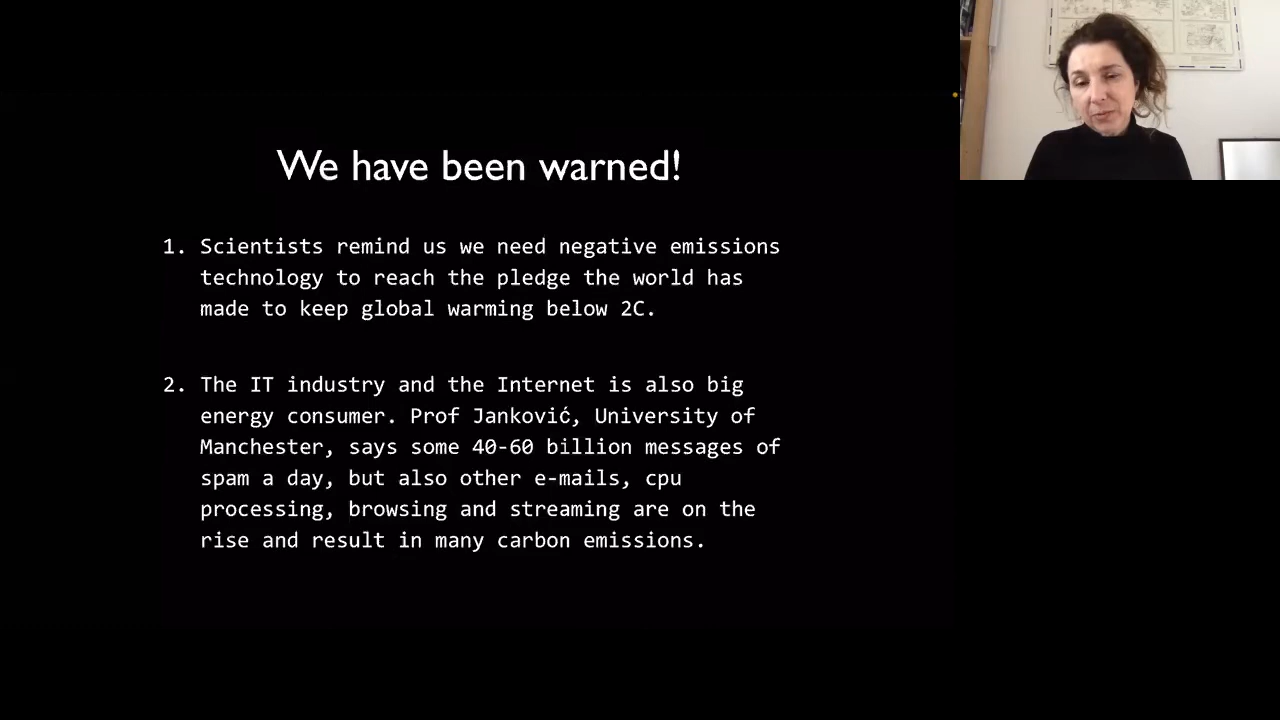 We have been warned!
1. Scientists remind us we need negative emissions
technology to reach the pledge the world has
made to keep global warming below 2C.
2. The IT industry and the Internet is also big
energy consumer. Prof Janković, University of
Manchester, says some 40-60 billion messages of
spam a day, but also other e-mails, cpu
processing, browsing and streaming are on the
rise and result in many carbon emissions.